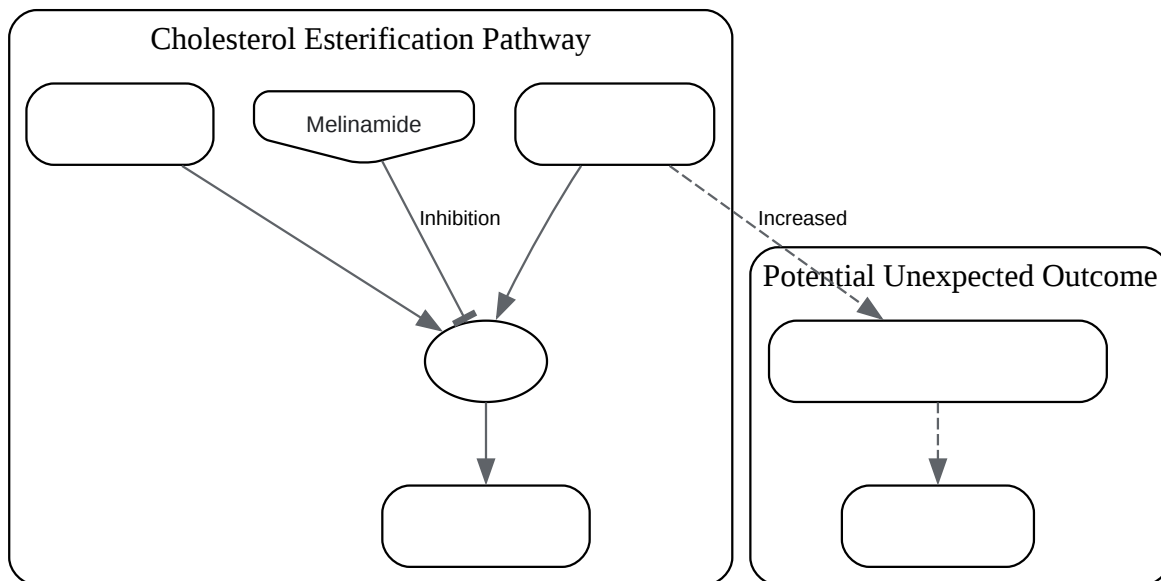 Cholesterol Esterification Pathway
Melinamide
Inhibition
Increased
Potential Unexpected Outcome